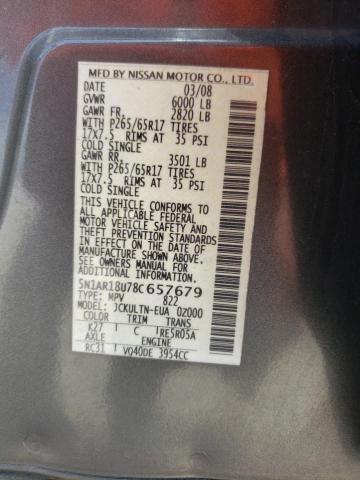 MFD BY NISSAN MOTOR CO., LTD.
DATE 03/08
GVWR 6000 LB
GAWR FR. 2820 LB
WITH P265/65R17 TIRES
17X7.5 RIMS AT 35 PSI
COLD SINGLE
GAWR RR. 3501 LB
WITH P265/65R17 TIRES
17X7.5 RIMS AT 35 PSI
COLD SINGLE
THIS VEHICLE CONFORMS TO
ALL APPLICABLE FEDERAL
MOTOR VEHICLE SAFETY AND
THEFT PREVENTION STANDARDS
IN EFFECT ON THE DATE OF
MANUFACTURE SHOWN ABOVE.
SEE OWNERS MANUAL FOR
ADDITIONAL INFORMATION
5N1AR18U78C657679
TYPE: MPV 822
MODEL: JCKULTN-EUA 02000
COLOR TRIM TRANS
K27 C RE5R05A
AXLE ENGINE
RC31 VQ40DE 3954CC